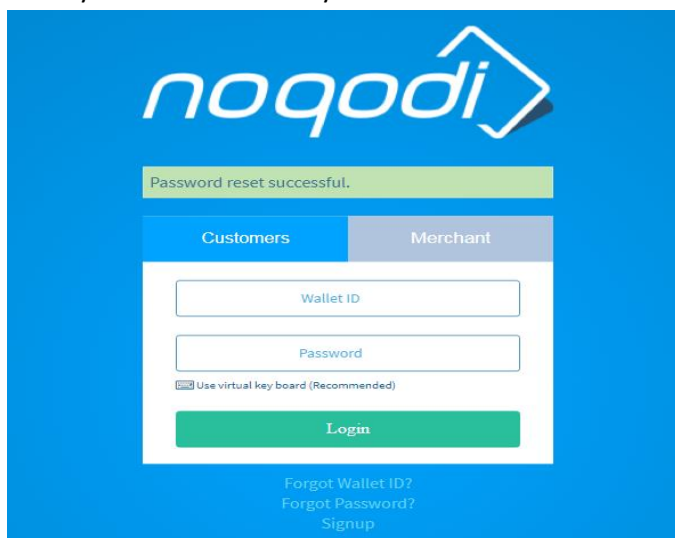 noqodi
Password reset successful.
Customers Merchant
Wallet ID
Password
Use virtual key board (Recommended)
Login
Forgot Wallet ID?
Forgot Password?
Signup